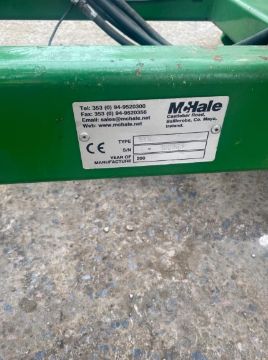 Tel: 353 (0) 94-9520300
Fax: 353 (0) 94-9520356
Email: sales@mchale.net
Web: www.mchale.net
McHale
Castlebar Road,
Ballinrobe, Co. Mayo,
Ireland.
CE
TYPE
S/N
YEAR OF
MANUFACTURE
200